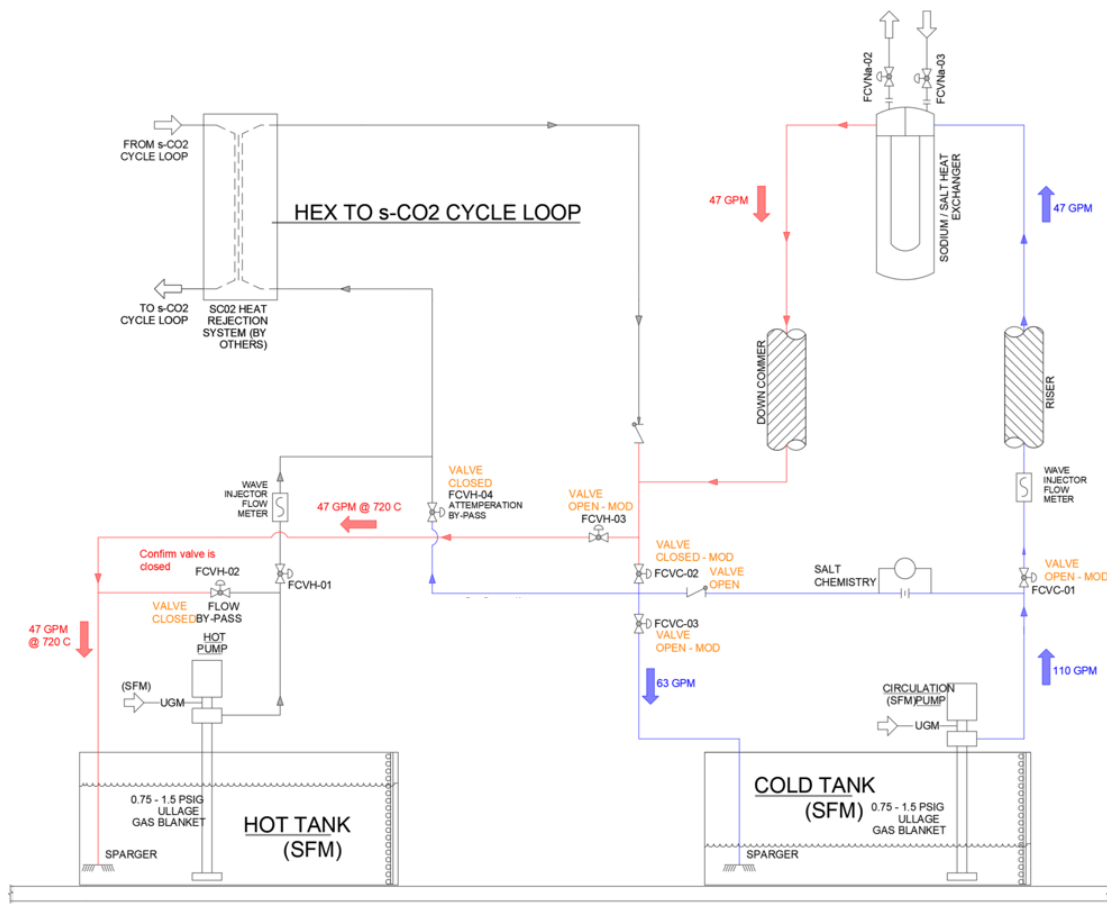 FCVNa-02
FCVNa-03
FROM s-CO2
CYCLE LOOP
HEX TO s-CO2 CYCLE LOOP
TO s-CO2
CYCLE LOOP
SC02 HEAT
REJECTION
SYSTEM (BY
OTHERS)
47 GPM
SODIUM / SALT HEAT
EXCHANGER
47 GPM
DOWN COMMER
RISER
WAVE
INJECTOR
FLOW
METER
VALVE
CLOSED
FCVH-04
ATTEMPERATION
BY-PASS
47 GPM @ 720 C
VALVE
OPEN - MOD
FCVH-03
WAVE
INJECTOR
FLOW
METER
Confirm valve is
closed
FCVH-02
VALVE
CLOSED
FLOW
BY-PASS
FCVH-01
VALVE
CLOSED - MOD
FCVC-02
VALVE
OPEN
SALT
CHEMISTRY
VALVE
OPEN - MOD
FCVC-01
FCVC-03
VALVE
OPEN - MOD
47 GPM
@ 720 C
HOT
PUMP
(SFM)
UGM
63 GPM
110 GPM
CIRCULATION
(SFM)PUMP
UGM
0.75 - 1.5 PSIG
ULLAGE
GAS BLANKET
HOT TANK
(SFM)
SPARGER
COLD TANK
(SFM)
0.75 - 1.5 PSIG
ULLAGE
GAS BLANKET
SPARGER